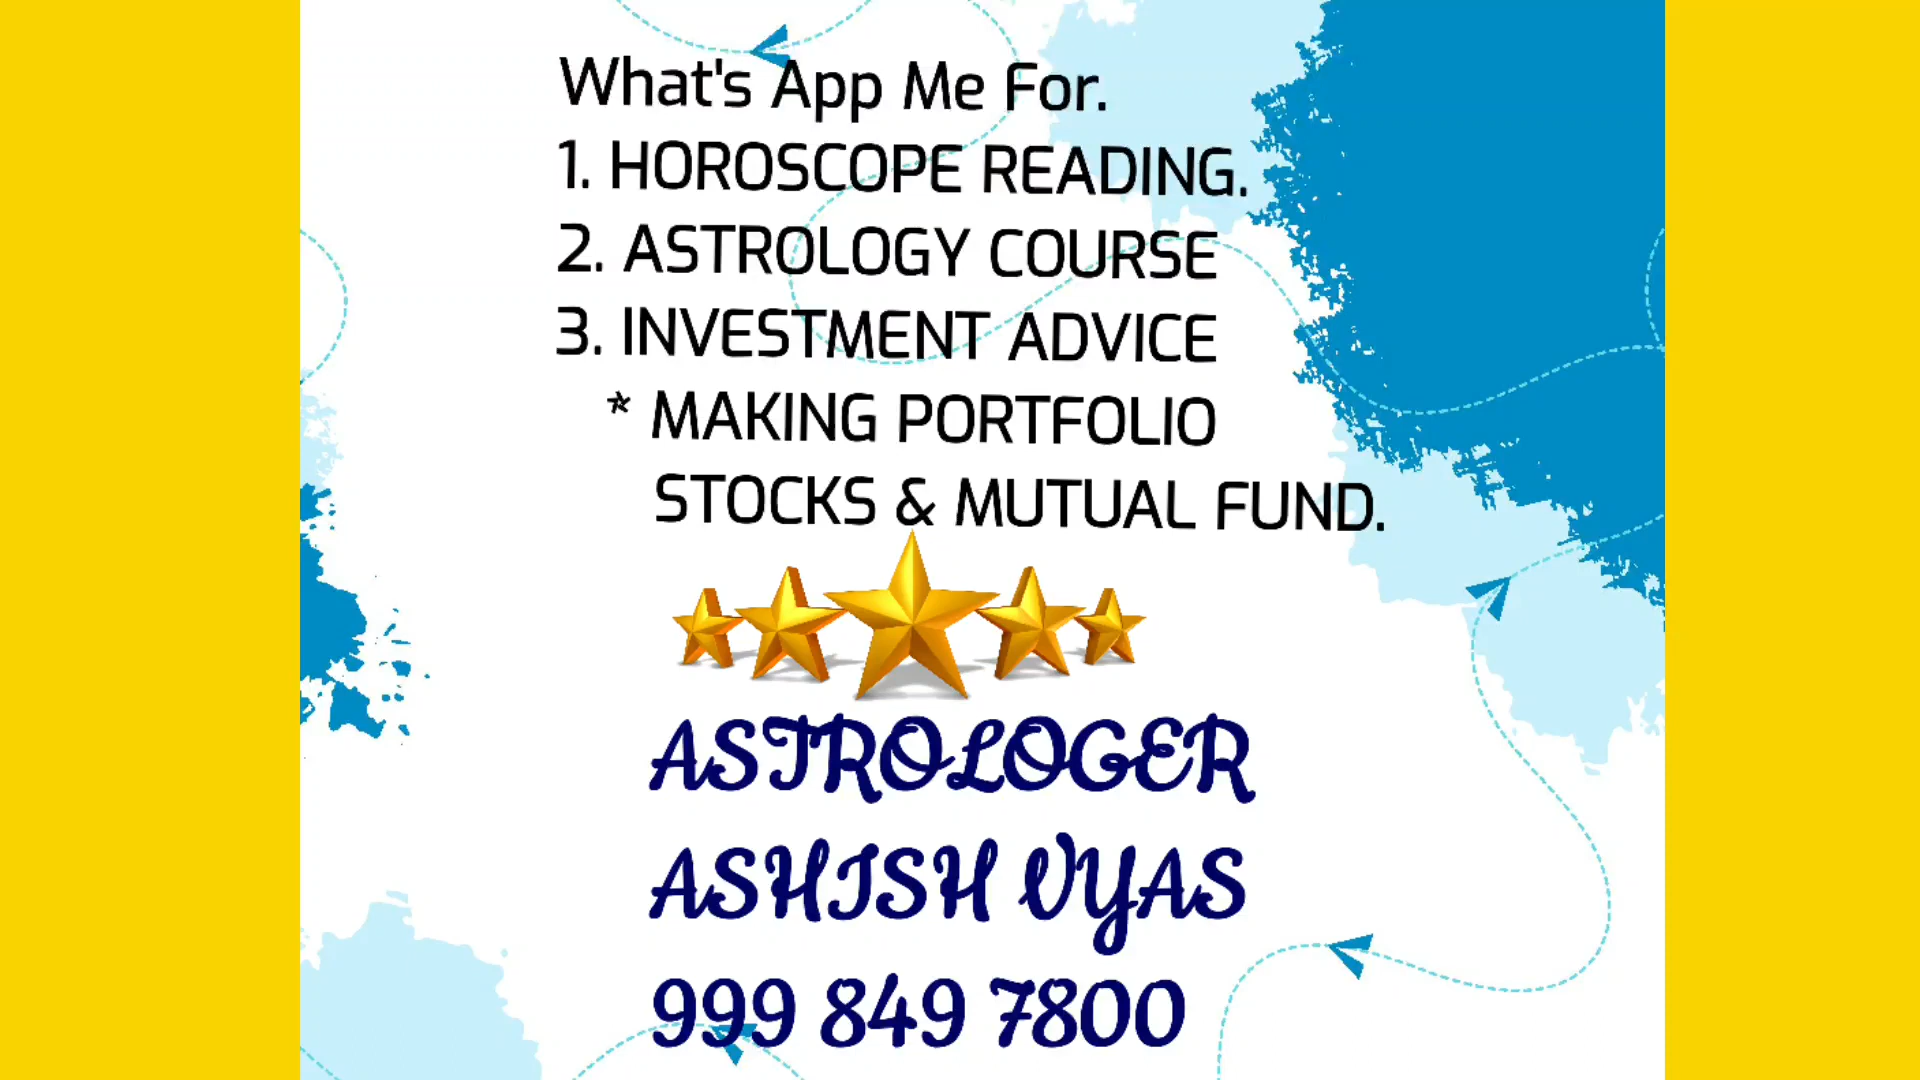 What's App Me For.
1. HOROSCOPE READING.
2. ASTROLOGY COURSE
3. INVESTMENT ADVICE
* MAKING PORTFOLIO
STOCKS & MUTUAL FUND.
ASTROLOGER
ASHISH VYAS
999 849 7800